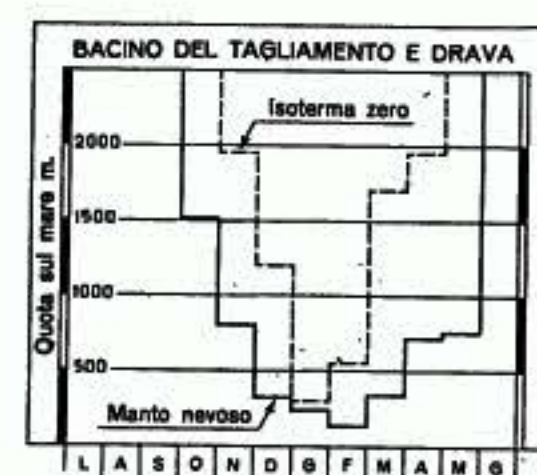 BACINO DEL TAGLIAMENTO E DRAVA
Isoterma zero
Quota sul mare m.
2000
1500
1000
500
Manto nevoso
L A S O N D G F M A M G